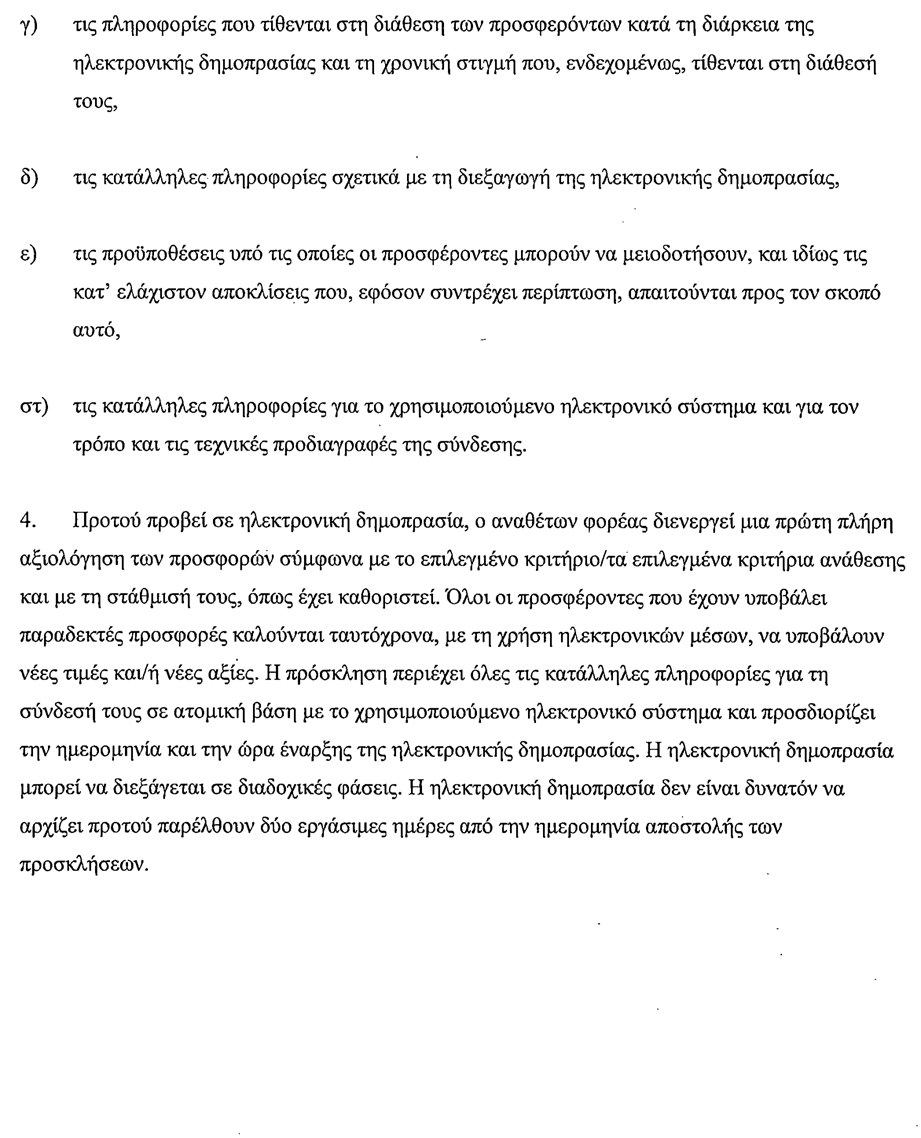 γ) τις πληροφορίες που τίθενται στη διάθεση των προσφερόντων κατά τη διάρκεια της
ηλεκτρονικής δημοπρασίας και τη χρονική στιγμή που, ενδεχομένως, τίθενται στη διάθεσή
τους,
δ) τις κατάλληλες πληροφορίες σχετικά με τη διεξαγωγή της ηλεκτρονικής δημοπρασίας,
ε) τις προϋποθέσεις υπό τις οποίες οι προσφέροντες μπορούν να μειοδοτήσουν, και ιδίως τις
κατ’ ελάχιστον αποκλίσεις που, εφόσον συντρέχει περίπτωση, απαιτούνται προς τον σκοπό
αυτό,
στ) τις κατάλληλες πληροφορίες για το χρησιμοποιούμενο ηλεκτρονικό σύστημα και για τον
τρόπο και τις τεχνικές προδιαγραφές της σύνδεσης.
4. Προτού προβεί σε ηλεκτρονική δημοπρασία, ο αναθέτων φορέας διενεργεί μια πρώτη πλήρη
αξιολόγηση των προσφορών σύμφωνα με το επιλεγμένο κριτήριο/τα επιλεγμένα κριτήρια ανάθεσης
και με τη στάθμισή τους, όπως έχει καθοριστεί. Όλοι οι προσφέροντες που έχουν υποβάλει
παραδεκτές προσφορές καλούνται ταυτόχρονα, με τη χρήση ηλεκτρονικών μέσων, να υποβάλουν
νέες τιμές και/ή νέες αξίες. Η πρόσκληση περιέχει όλες τις κατάλληλες πληροφορίες για τη
σύνδεσή τους σε ατομική βάση με το χρησιμοποιούμενο ηλεκτρονικό σύστημα και προσδιορίζει
την ημερομηνία και την ώρα έναρξης της ηλεκτρονικής δημοπρασίας. Η ηλεκτρονική δημοπρασία
μπορεί να διεξάγεται σε διαδοχικές φάσεις. Η ηλεκτρονική δημοπρασία δεν είναι δυνατόν να
αρχίζει προτού παρέλθουν δύο εργάσιμες ημέρες από την ημερομηνία αποστολής των
προσκλήσεων.